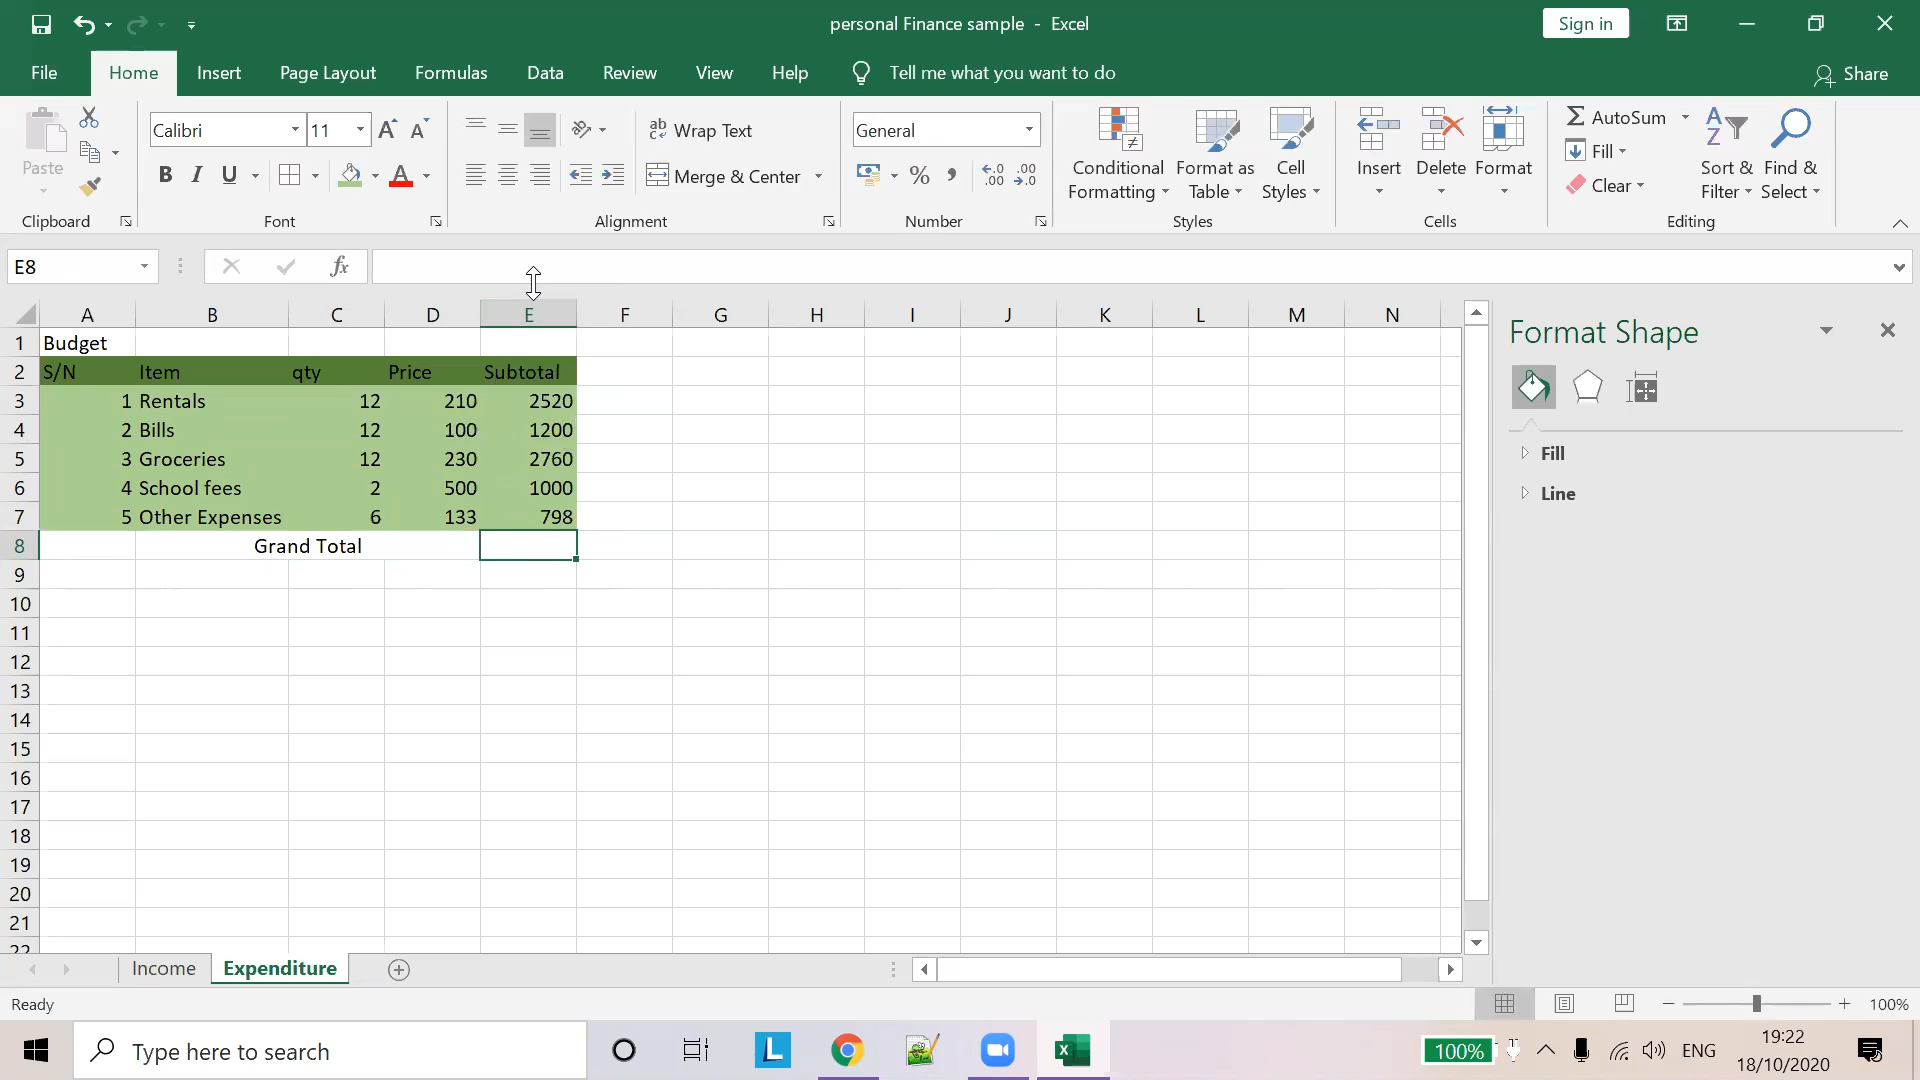 personal Finance sample - Excel
Sign in
File Home Insert Page Layout Formulas Data Review View Help Tell me what you want to do Share
Paste
Clipboard
Calibri 11
B I U A
Font
Wrap Text
Merge & Center
Alignment
General
% , .00 .00
Number
Conditional Formatting
Format as Table
Cell Styles
Styles
Insert Delete Format
Cells
AutoSum
Fill
Clear
Sort & Filter
Find & Select
Editing
E8 fx
A B C D E F G H I J K L M N
1 Budget
2 S/N Item qty Price Subtotal
3 1 Rentals 12 210 2520
4 2 Bills 12 100 1200
5 3 Groceries 12 230 2760
6 4 School fees 2 500 1000
7 5 Other Expenses 6 133 798
8 Grand Total
9
10
11
12
13
14
15
16
17
18
19
20
21
22
Format Shape
Fill
Line
Income Expenditure
Ready 100%
Type here to search
L
X
100%
ENG
19:22
18/10/2020